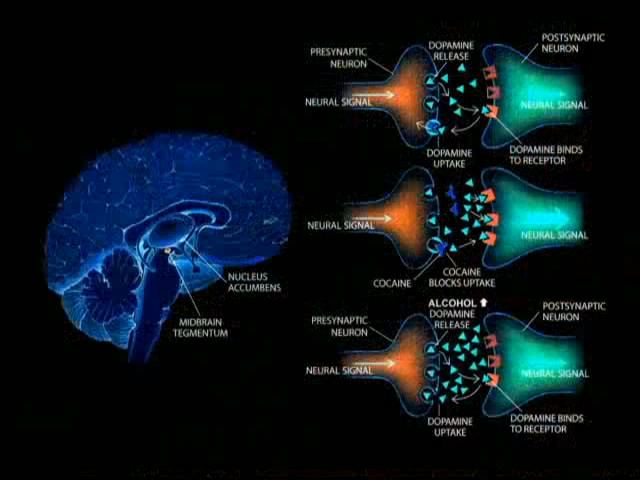 DOPAMINE
RELEASE
POSTSYNAPTIC
NEURON
PRESYNAPTIC
NEURON
NEURAL SIGNAL
NEURAL SIGNAL
DOPAMINE
UPTAKE
DOPAMINE BINDS
TO RECEPTOR
NEURAL SIGNAL
NEURAL SIGNAL
COCAINE
COCAINE
BLOCKS UPTAKE
NUCLEUS
ACCUMBENS
MIDBRAIN
TEGMENTUM
ALCOHOL
DOPAMINE
RELEASE
POSTSYNAPTIC
NEURON
PRESYNAPTIC
NEURON
NEURAL SIGNAL
NEURAL SIGNAL
DOPAMINE
UPTAKE
DOPAMINE BINDS
TO RECEPTOR